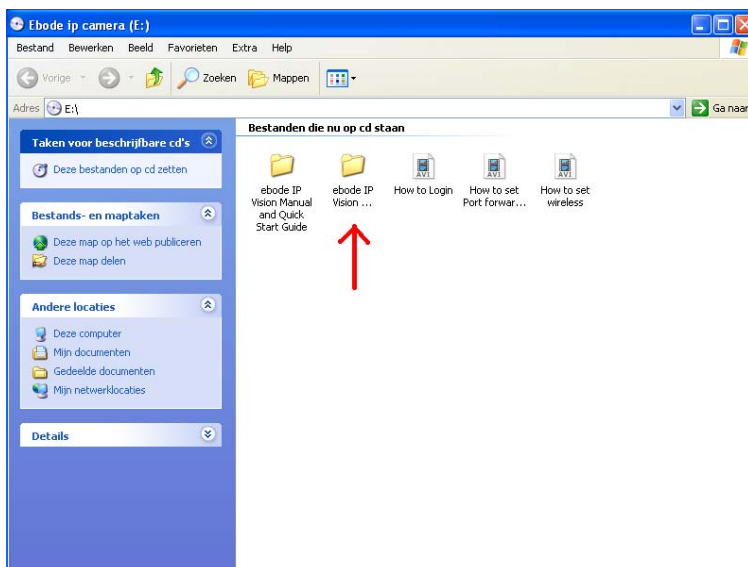 Ebode ip camera (E:)
Bestand Bewerken Beeld Favorieten Extra Help
Vorige Zoeken Mappen
Adres E:\ Ga naar
Taken voor beschrijfbare cd's
Deze bestanden op cd zetten
Bestands- en maptaken
Deze map op het web publiceren
Deze map delen
Andere locaties
Deze computer
Mijn documenten
Gedeelde documenten
Mijn netwerklocaties
Details
Bestanden die nu op cd staan
ebode IP
Vision Manual
and Quick
Start Guide
ebode IP
Vision ...
AVI
How to Login
AVI
How to set
Port forwar...
AVI
How to set
wireless